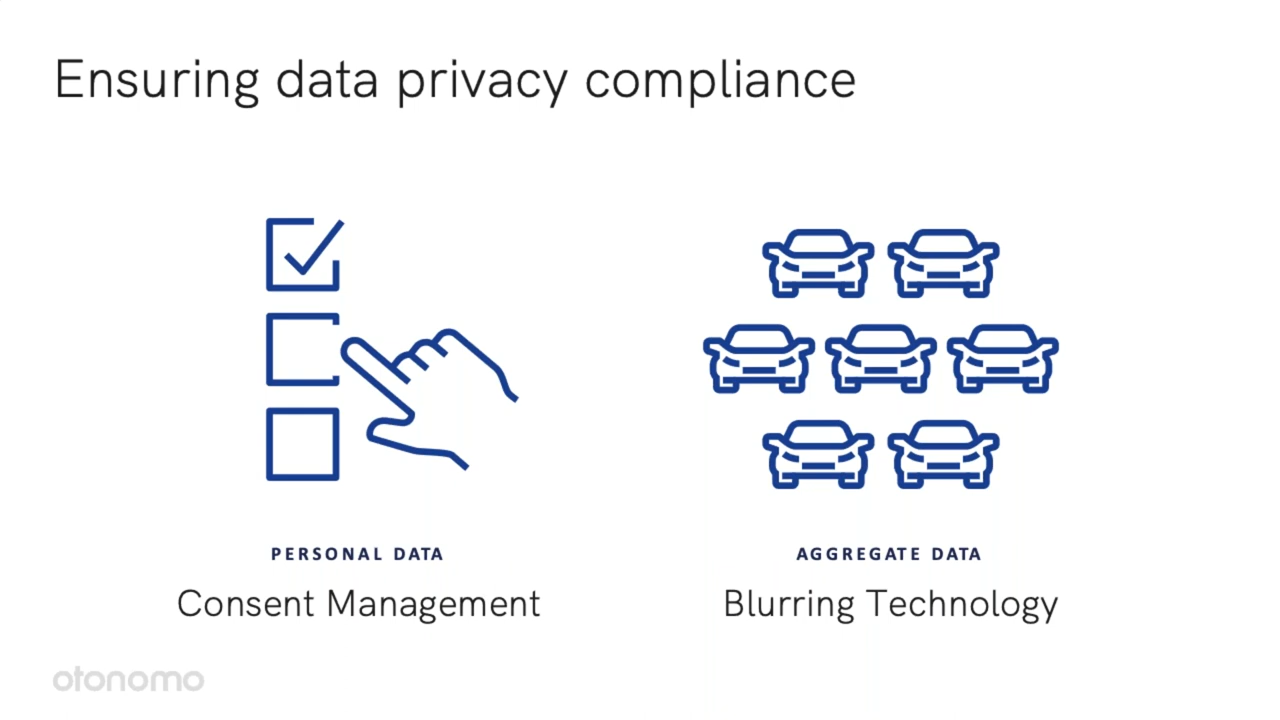 Ensuring data privacy compliance
PERSONAL DATA
Consent Management
AGGREGATE DATA
Blurring Technology
otonomo